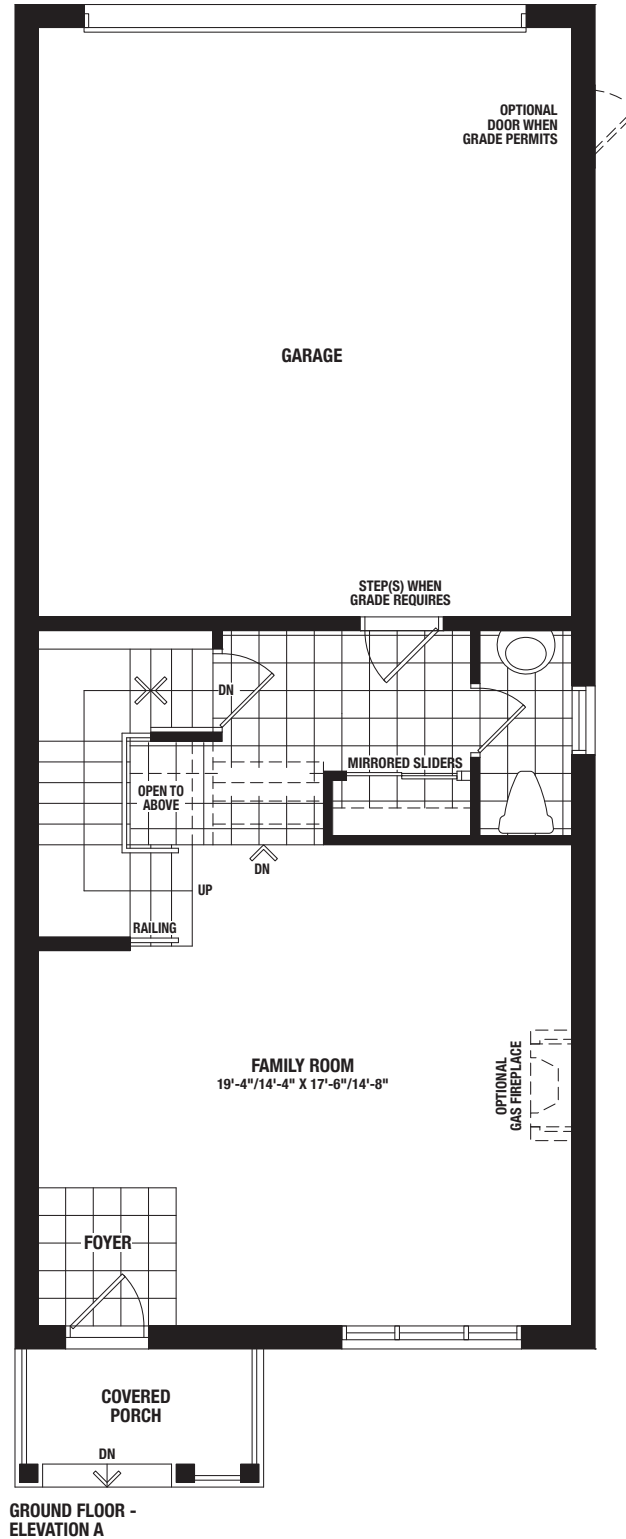 OPTIONAL
DOOR WHEN
GRADE PERMITS
GARAGE
STEP(S) WHEN
GRADE REQUIRES
DN
MIRRORED SLIDERS
OPEN TO
ABOVE
DN
UP
RAILING
FAMILY ROOM
19'-4"/14'-4" X 17'-6"/14'-8"
OPTIONAL
GAS FIREPLACE
FOYER
COVERED
PORCH
DN
GROUND FLOOR -
ELEVATION A